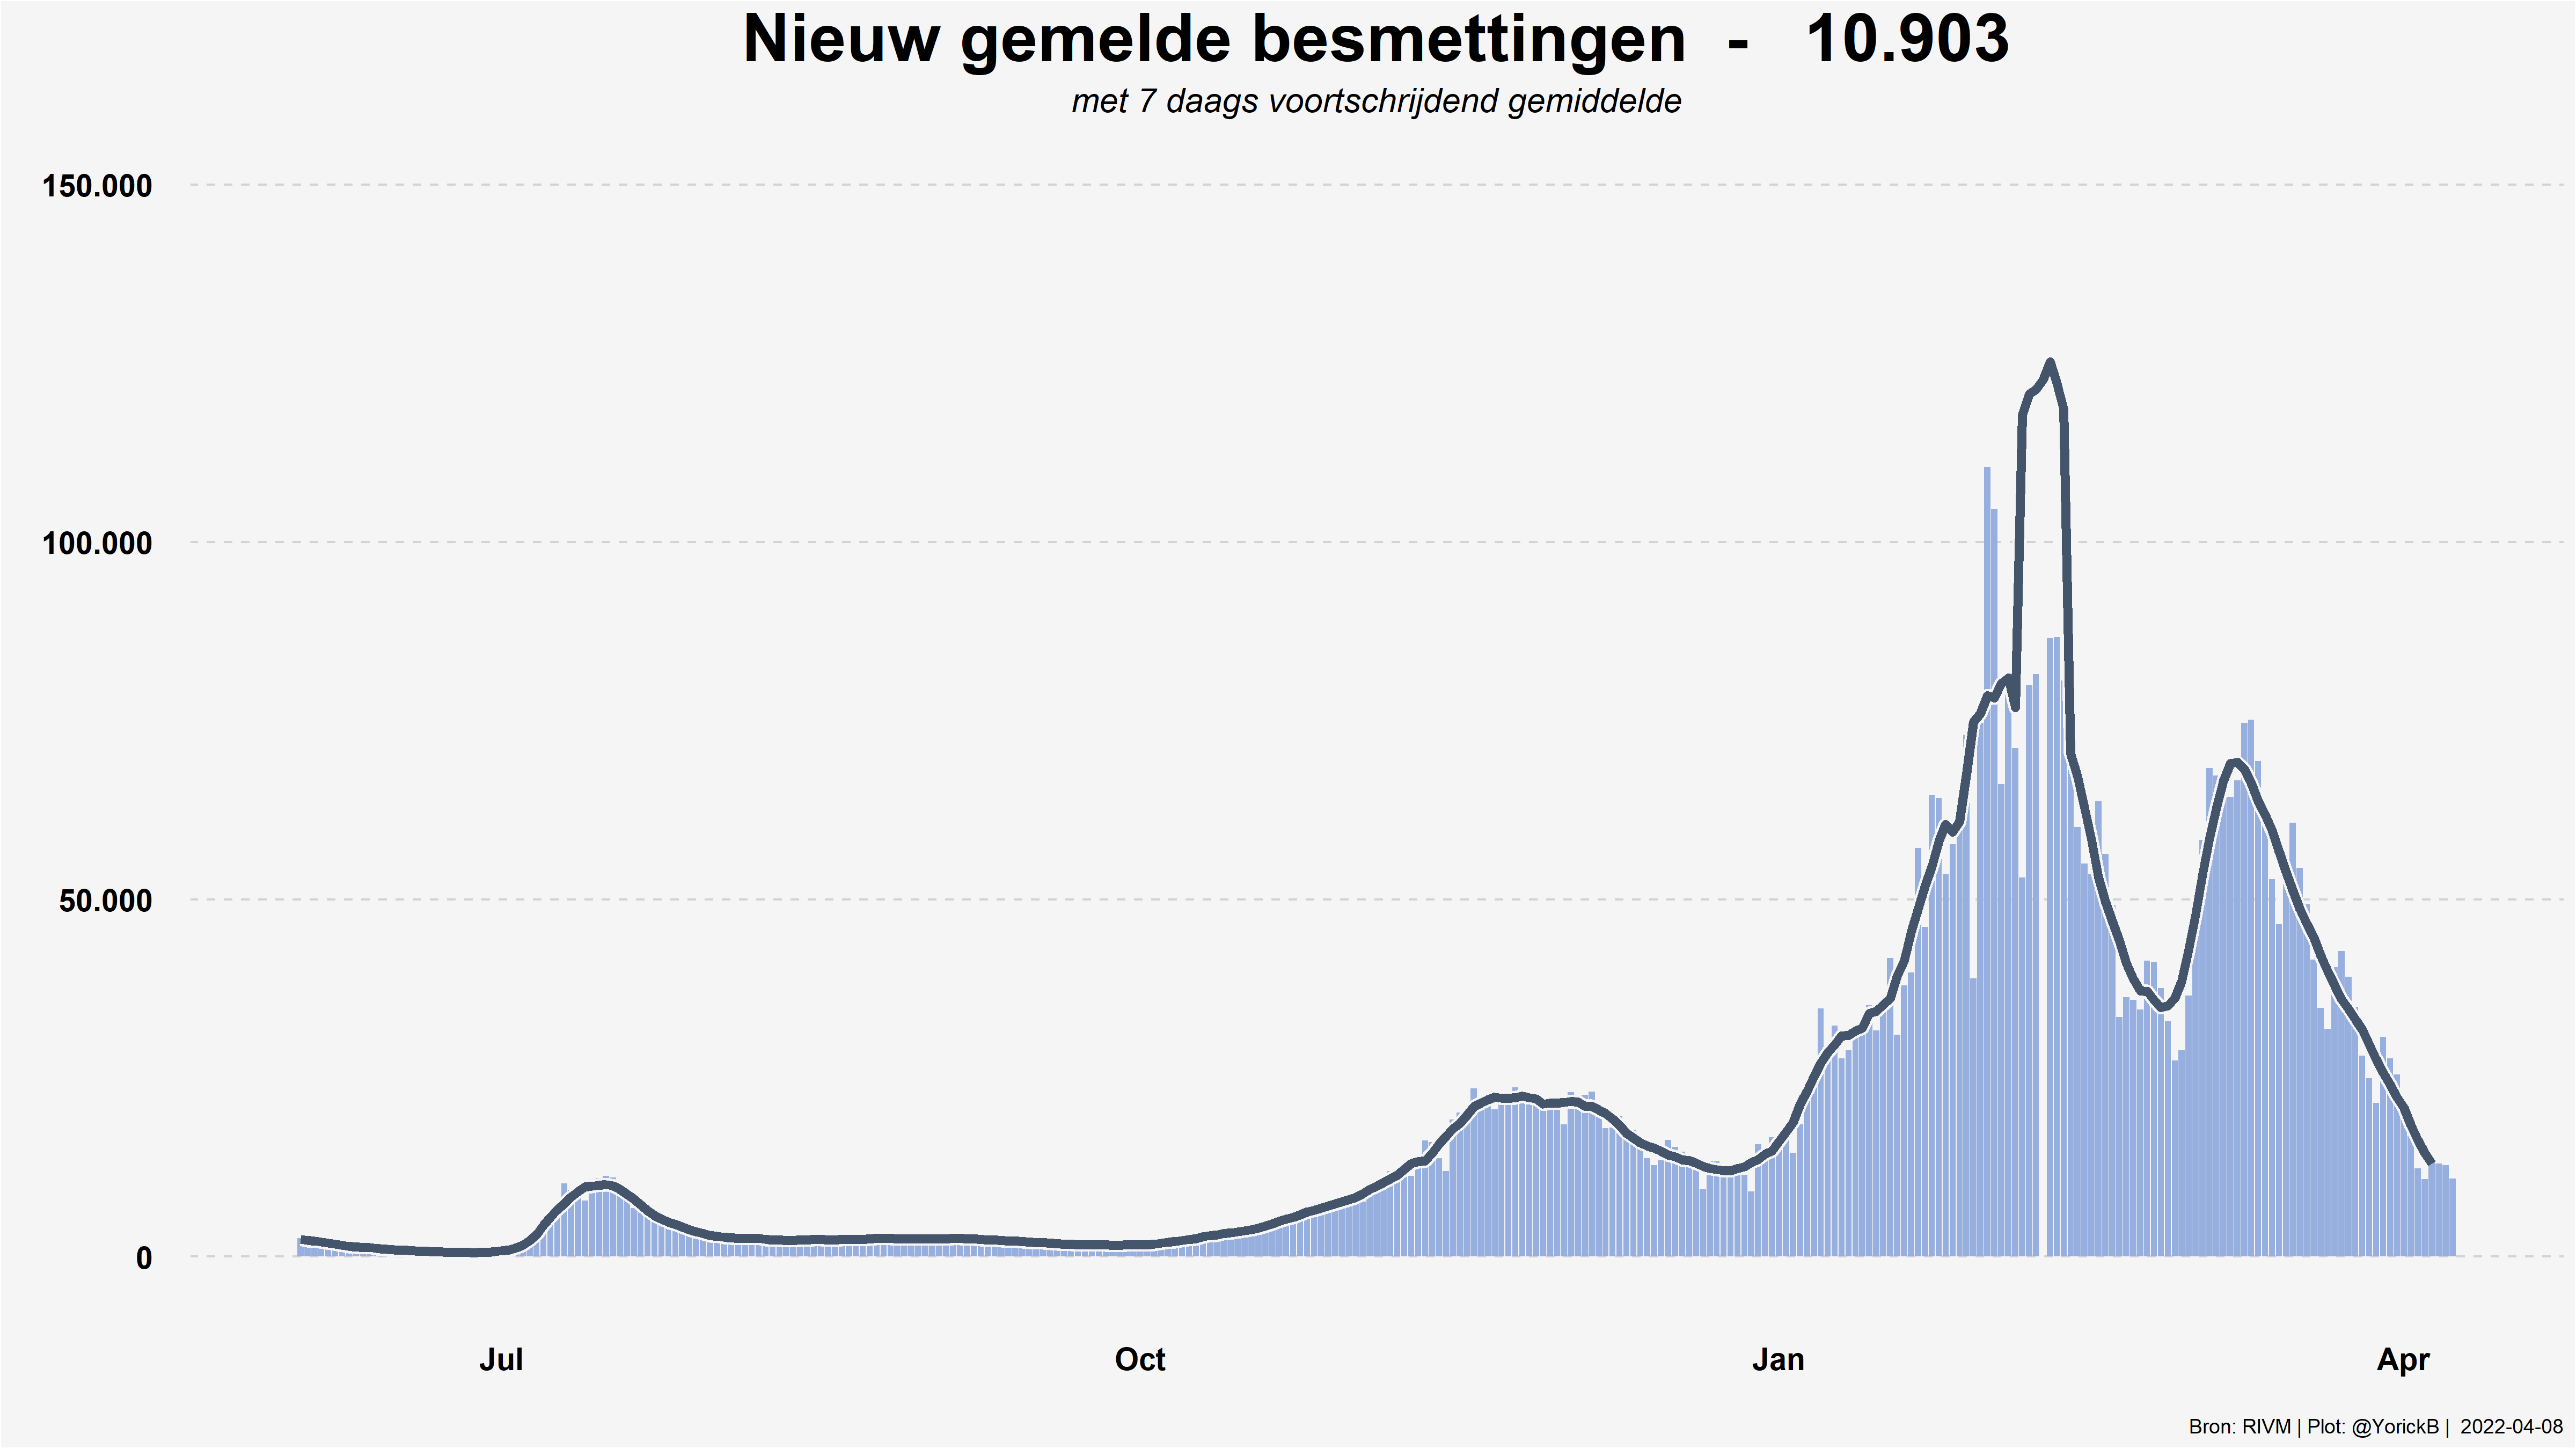 Nieuw gemelde besmettingen - 10.903
met 7 daags voortschrijdend gemiddelde
150.000
100.000
50.000
0
Jul Oct Jan Apr
Bron: RIVM | Plot: @YorickB | 2022-04-08